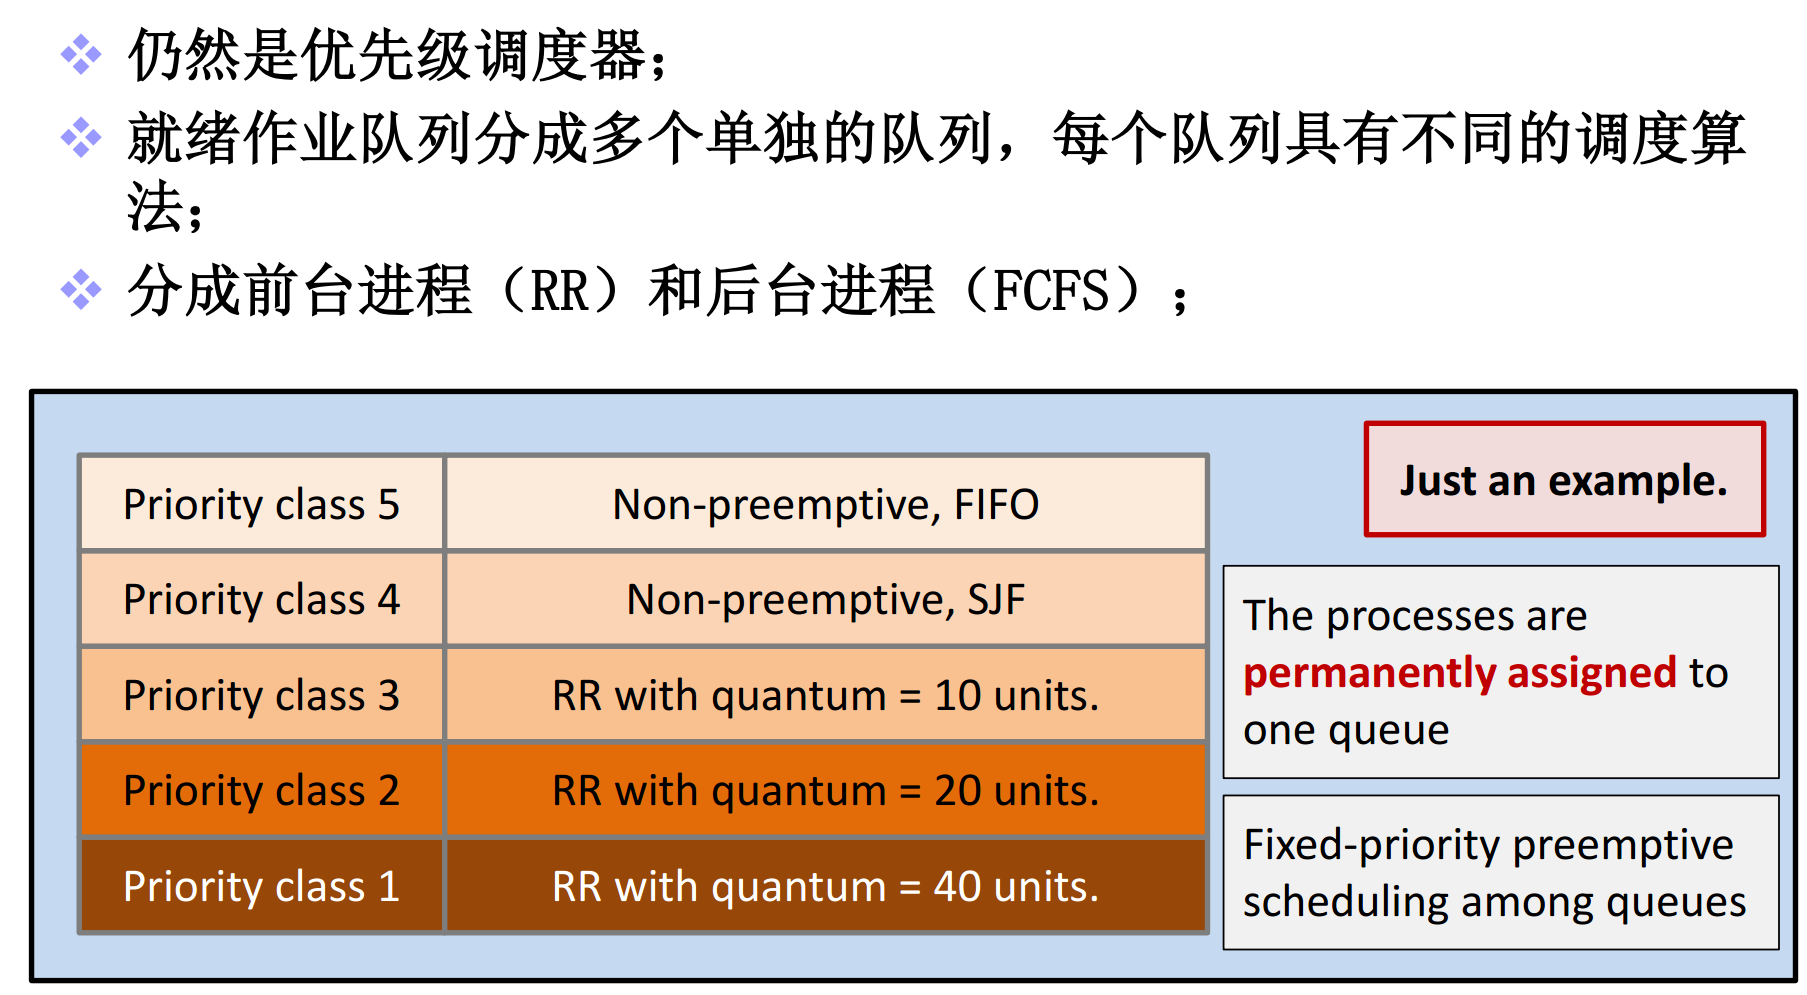 仍然是优先级调度器；
就绪作业队列分成多个单独的队列，每个队列具有不同的调度算
法；
分成前台进程（RR）和后台进程（FCFS）；
Just an example.
Priority class 5 Non-preemptive, FIFO
Priority class 4 Non-preemptive, SJF
Priority class 3 RR with quantum = 10 units.
Priority class 2 RR with quantum = 20 units.
Priority class 1 RR with quantum = 40 units.
The processes are
permanently assigned to
one queue
Fixed-priority preemptive
scheduling among queues